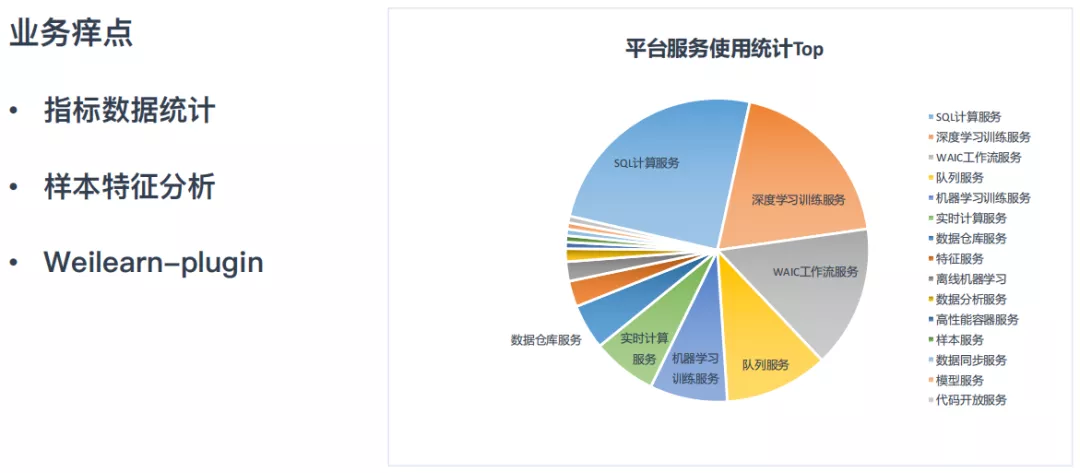 业务痒点
• 指标数据统计
• 样本特征分析
• Weilearn–plugin
平台服务使用统计Top
SQL计算服务
深度学习训练服务
WAIC工作流服务
队列服务
机器学习
训练服务
实时计算
服务
数据仓库服务
SQL计算服务
深度学习训练服务
WAIC工作流服务
队列服务
机器学习训练服务
实时计算服务
数据仓库服务
特征服务
离线机器学习
数据分析服务
高性能容器服务
样本服务
数据同步服务
模型服务
代码开放服务